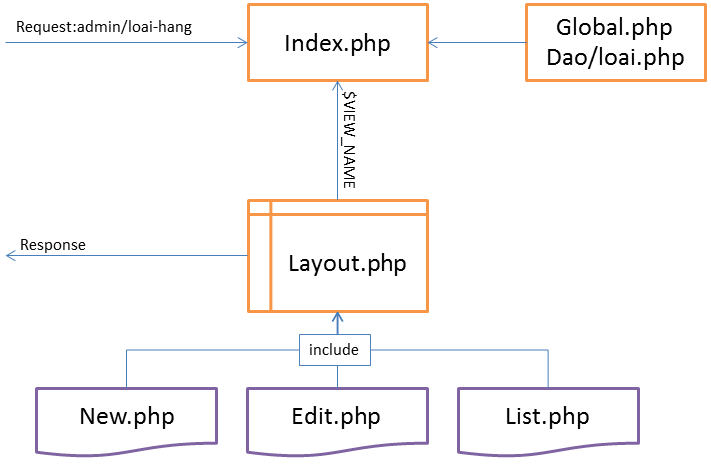 Request:admin/loai-hang
Index.php
Global.php
Dao/loai.php
$VIEW_NAME
Response
Layout.php
include
New.php
Edit.php
List.php